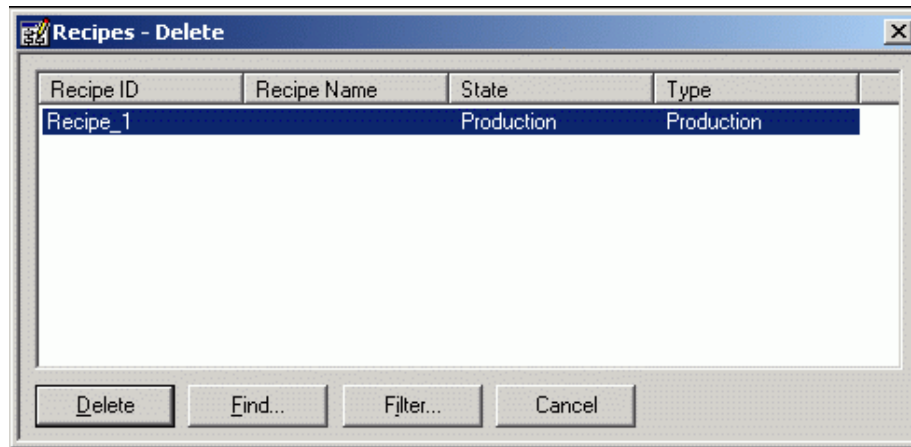 Recipes - Delete
Recipe ID Recipe Name State Type
Recipe_1 Production Production
Delete Find... Filter... Cancel